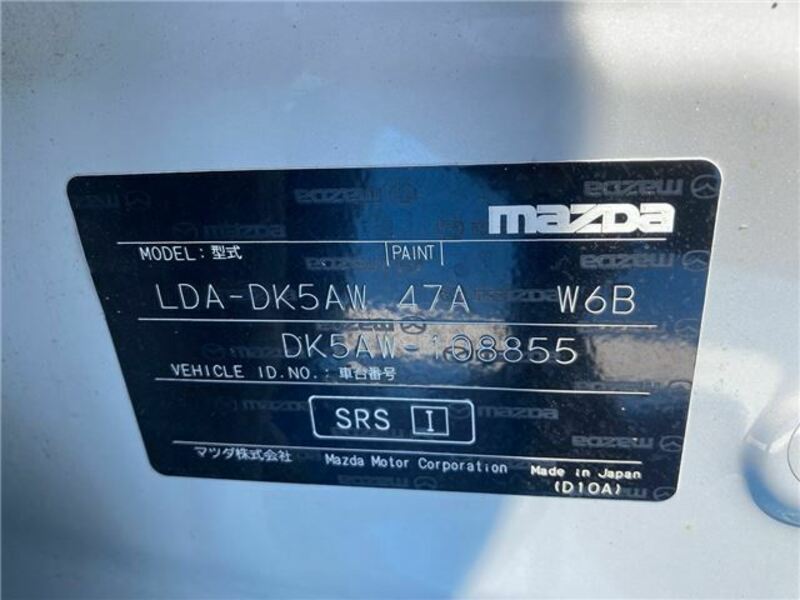 mazda
MODEL: 型式 PAINT
LDA-DK5AW 47A W6B
DK5AW-108855
VEHICLE ID.NO.: 車台番号
SRS I
マツダ株式会社 Mazda Motor Corporation Made in Japan
(D10A)